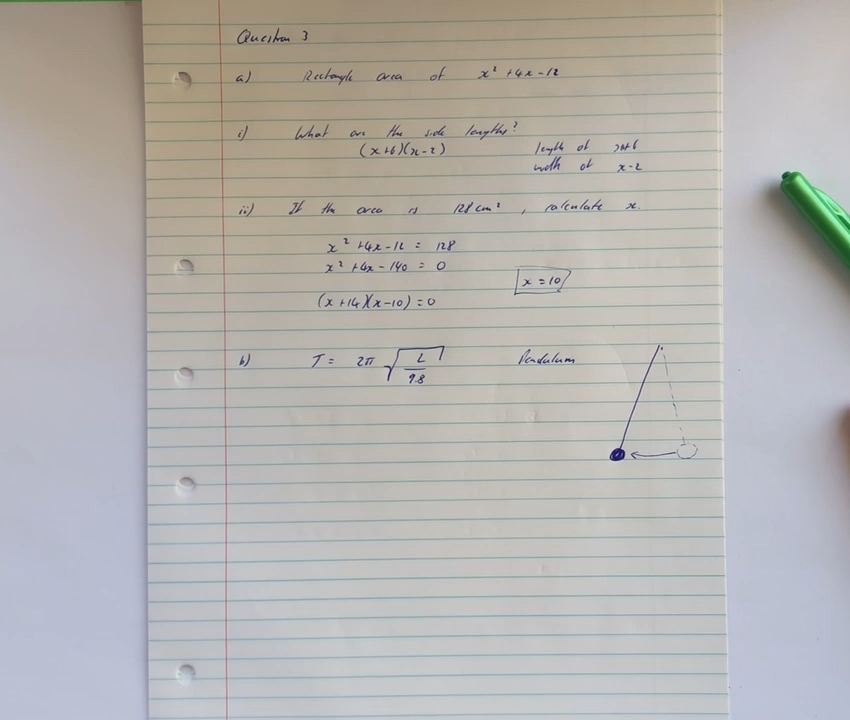 Question 3
a) Rectangle area of x² + 4x - 12
i) What are the side lengths?
(x+6)(x-2)
length of x+6
width of x-2
ii) If the area is 128 cm², calculate x.
x² + 4x - 12 = 128
x² + 4x - 140 = 0
x = 10
(x+14)(x-10) = 0
b) T = 2π √(L/9.8) Pendulum